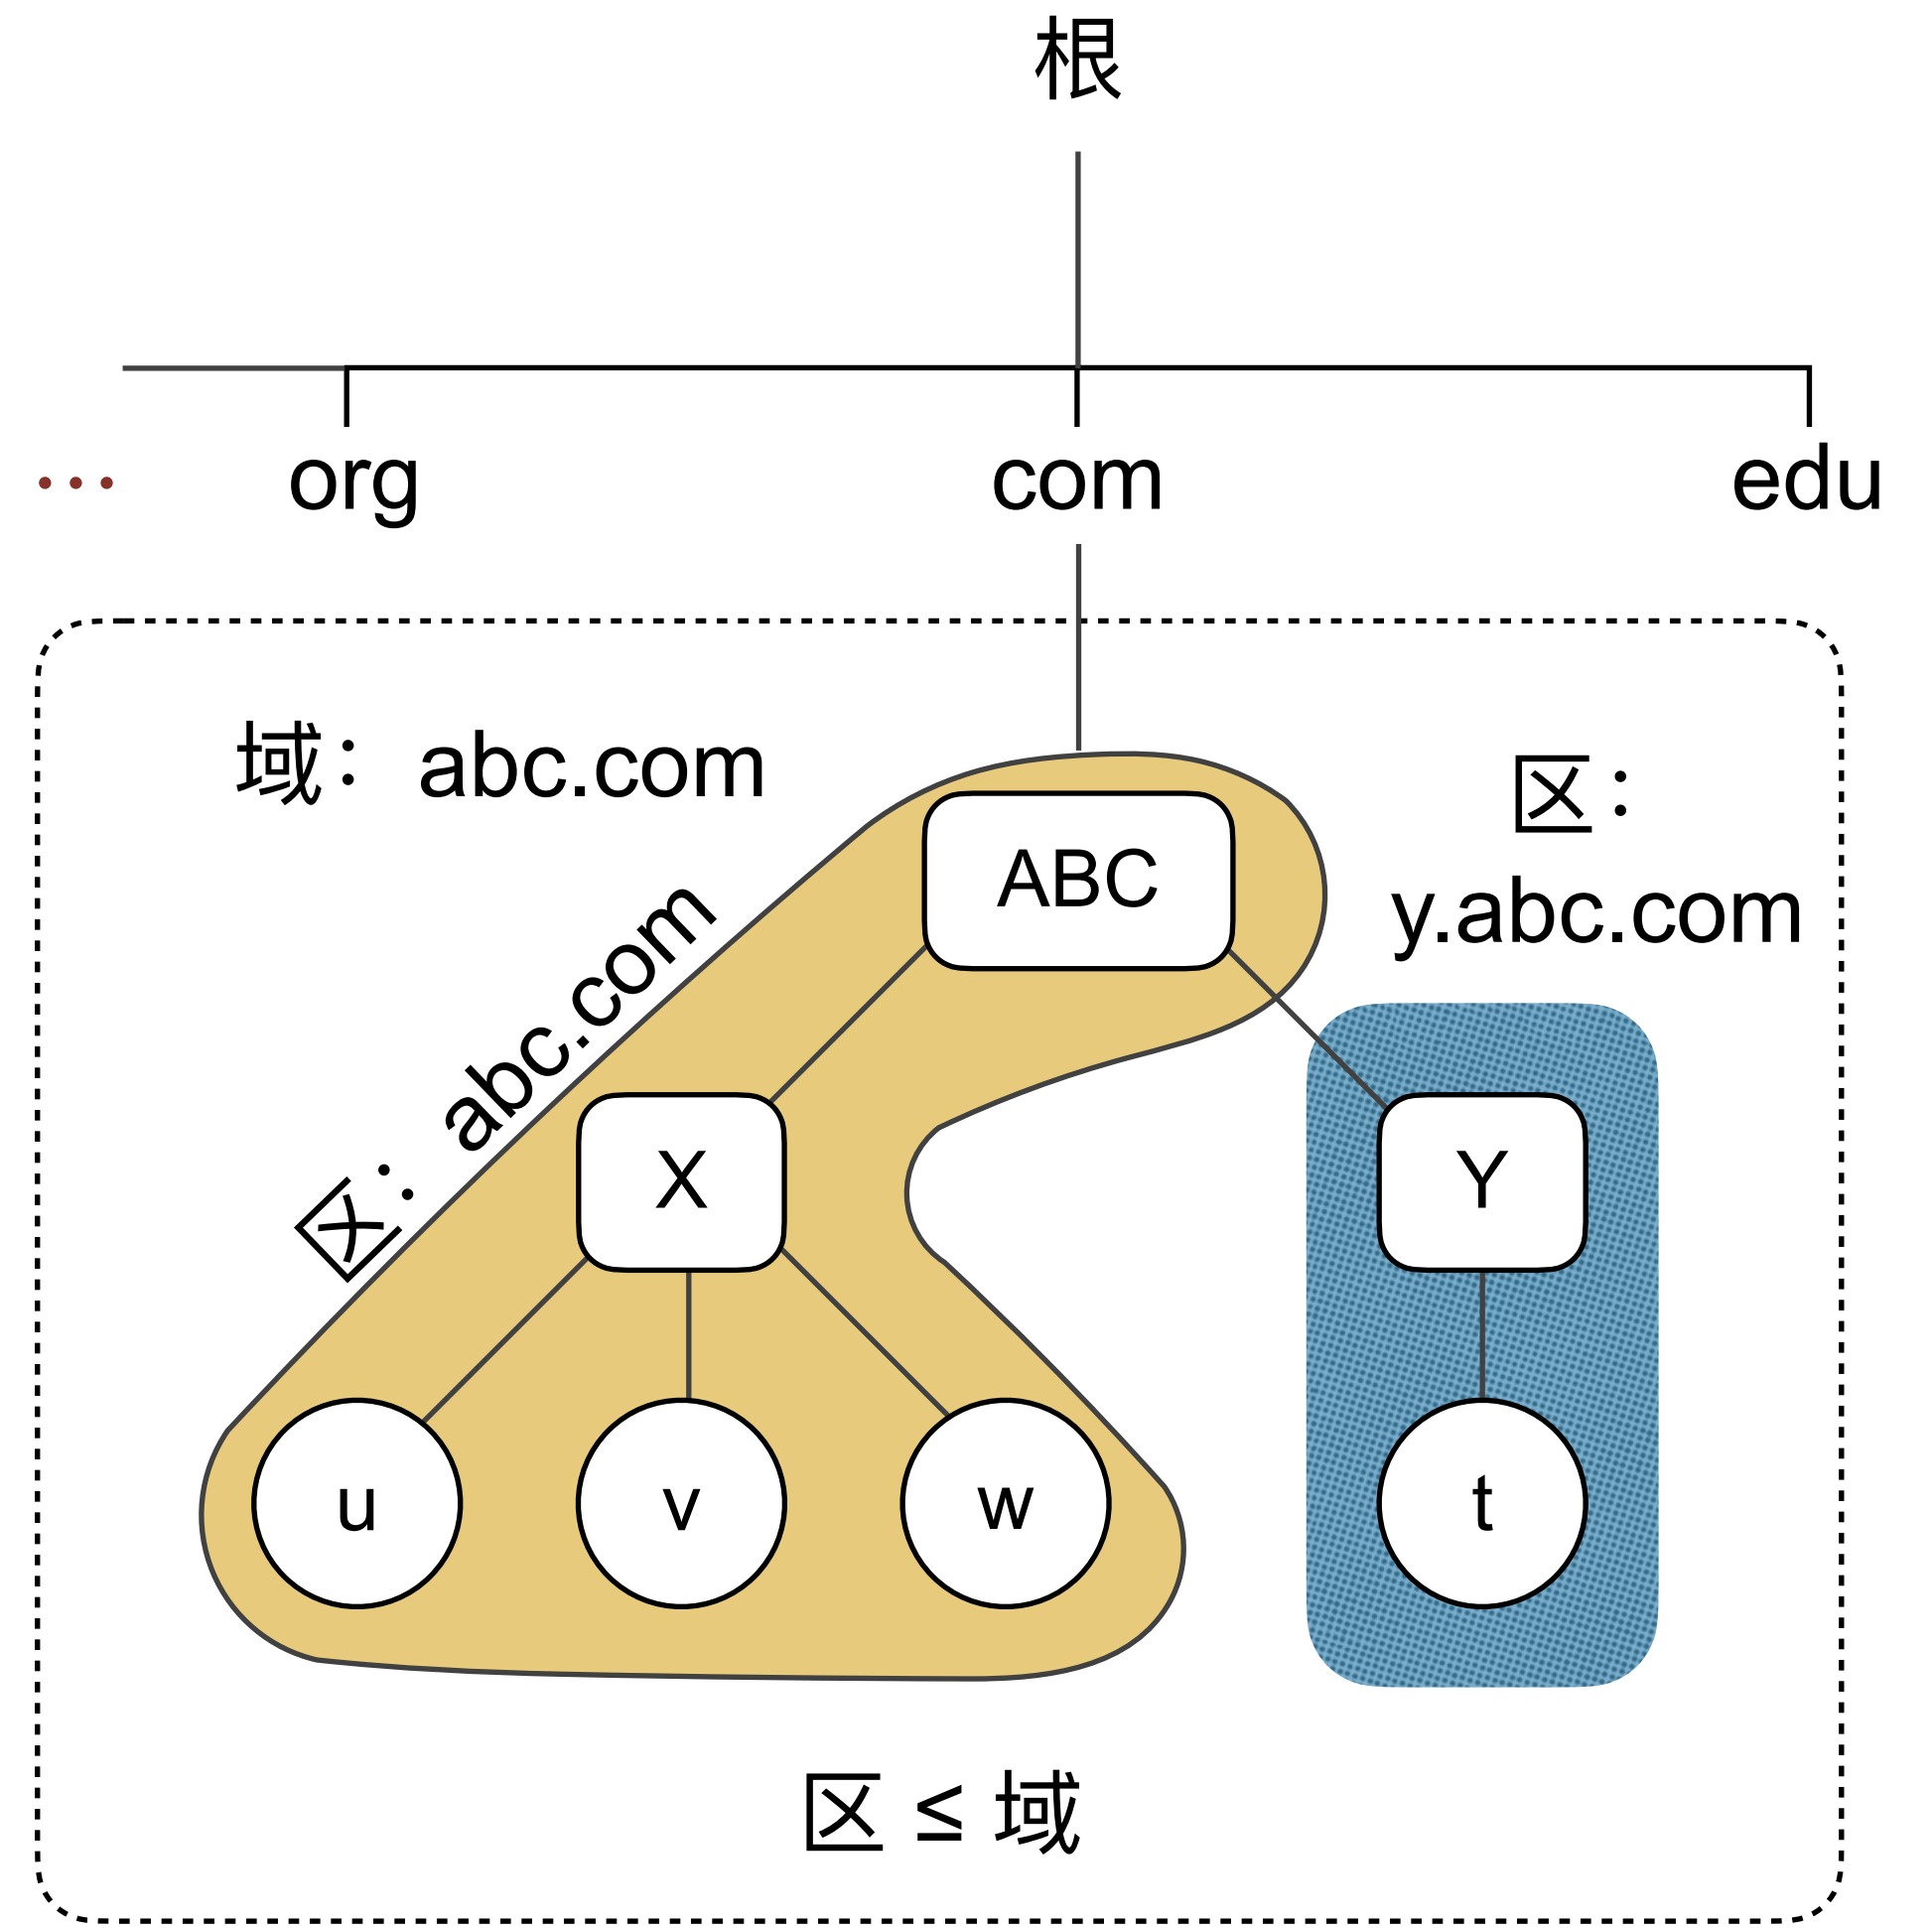 根
… org com edu
域： abc.com
区：
y.abc.com
ABC
区： abc.com
X
Y
u
v
w
t
区 ≤ 域